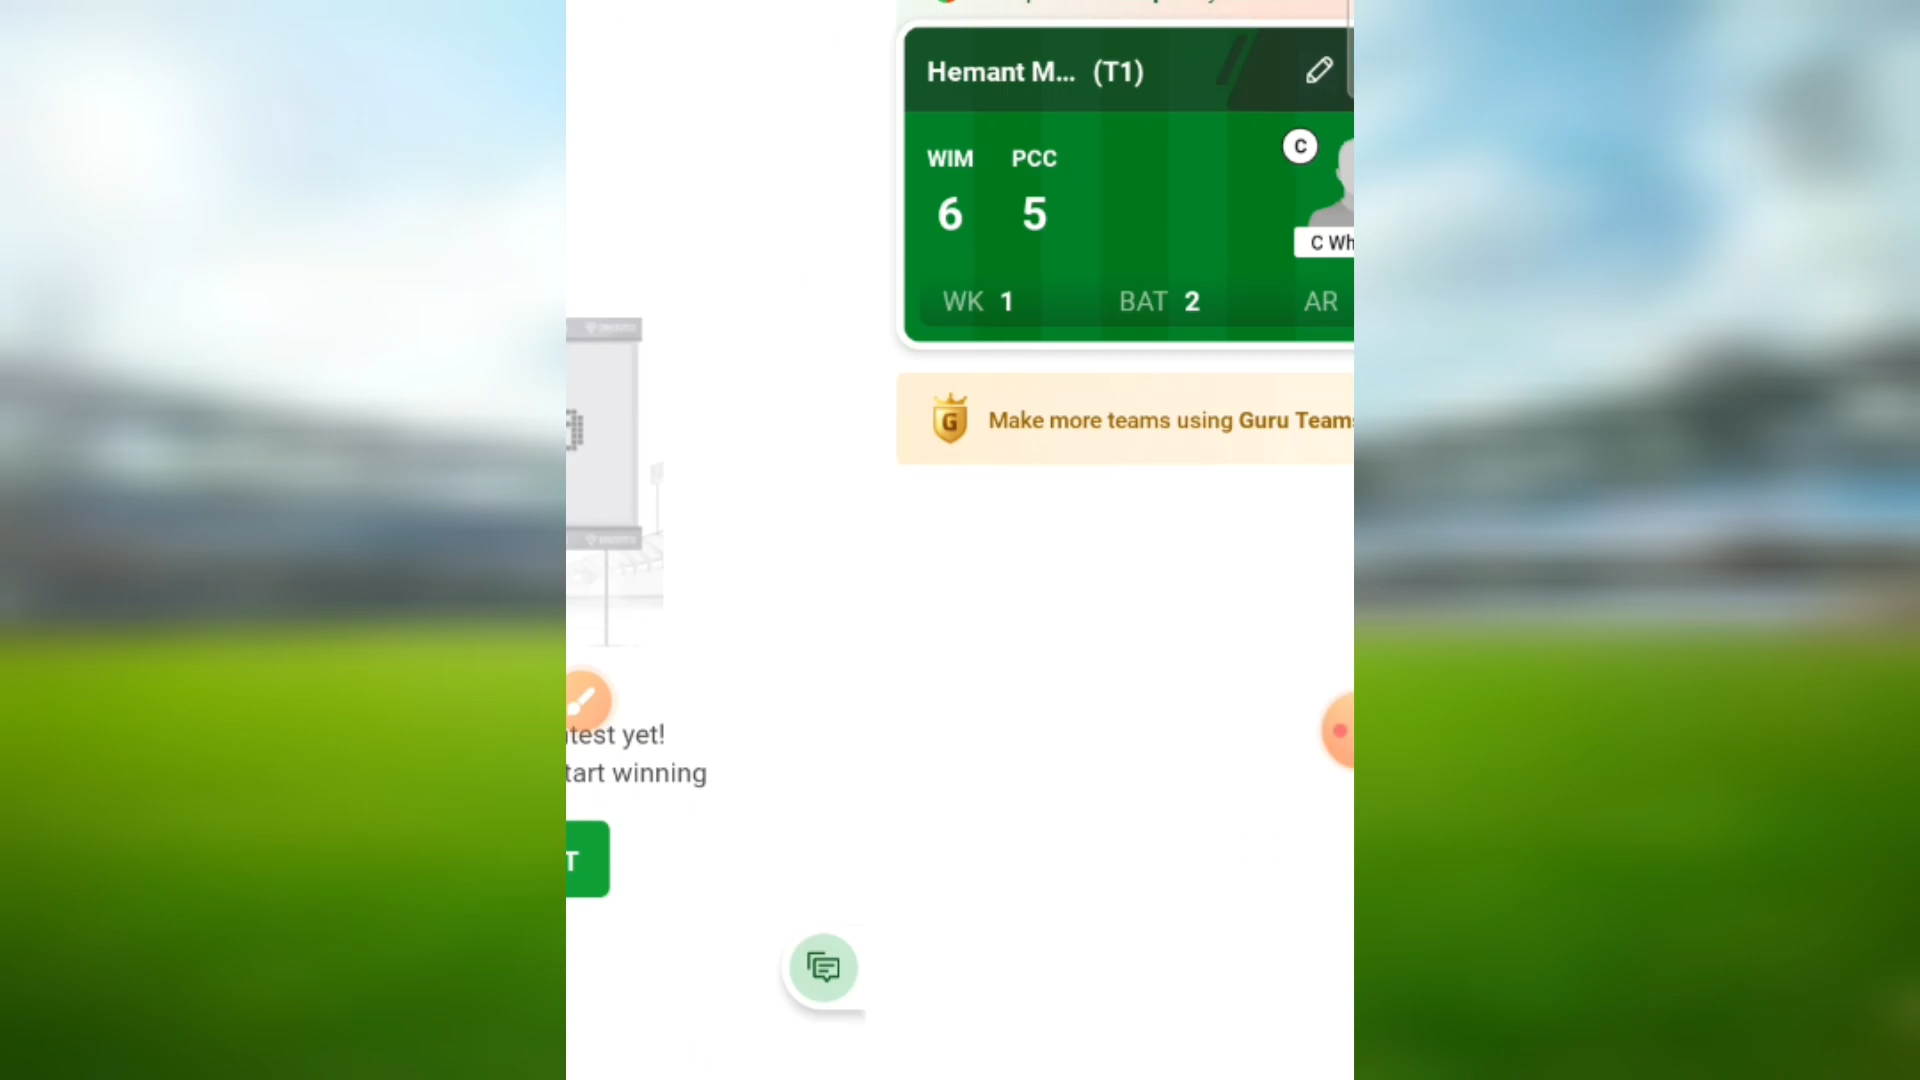 Hemant M... (T1)
WIM PCC
6 5
C
C Wh
WK 1 BAT 2 AR
G
Make more teams using Guru Teams
test yet!
tart winning
T